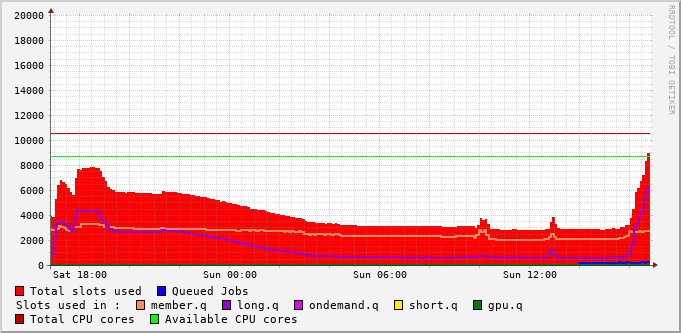 20000
18000
16000
14000
12000
10000
8000
6000
4000
2000
0
Sat 18:00 Sun 00:00 Sun 06:00 Sun 12:00
Total slots used Queued Jobs
Slots used in : member.q long.q ondemand.q short.q gpu.q
Total CPU cores Available CPU cores
RRDTOOL / TOBI OETIKER